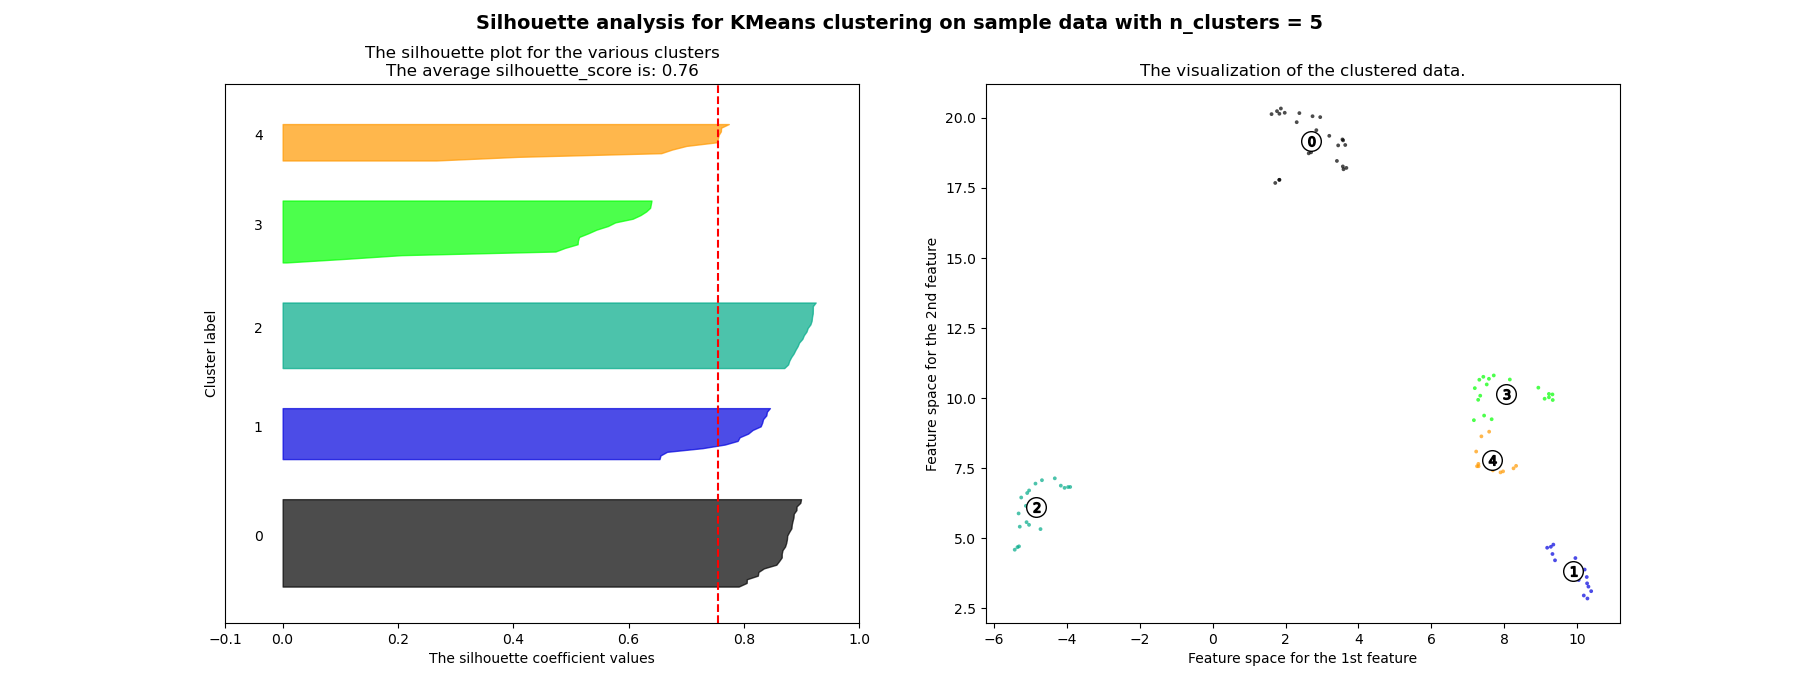 Silhouette analysis for KMeans clustering on sample data with n_clusters = 5
The silhouette plot for the various clusters
The average silhouette_score is: 0.76
4
3
2
1
0
Cluster label
−0.1 0.0 0.2 0.4 0.6 0.8 1.0
The silhouette coefficient values
The visualization of the clustered data.
20.0
17.5
15.0
12.5
10.0
7.5
5.0
2.5
Feature space for the 2nd feature
0
3
4
2
1
−6 −4 −2 0 2 4 6 8 10
Feature space for the 1st feature